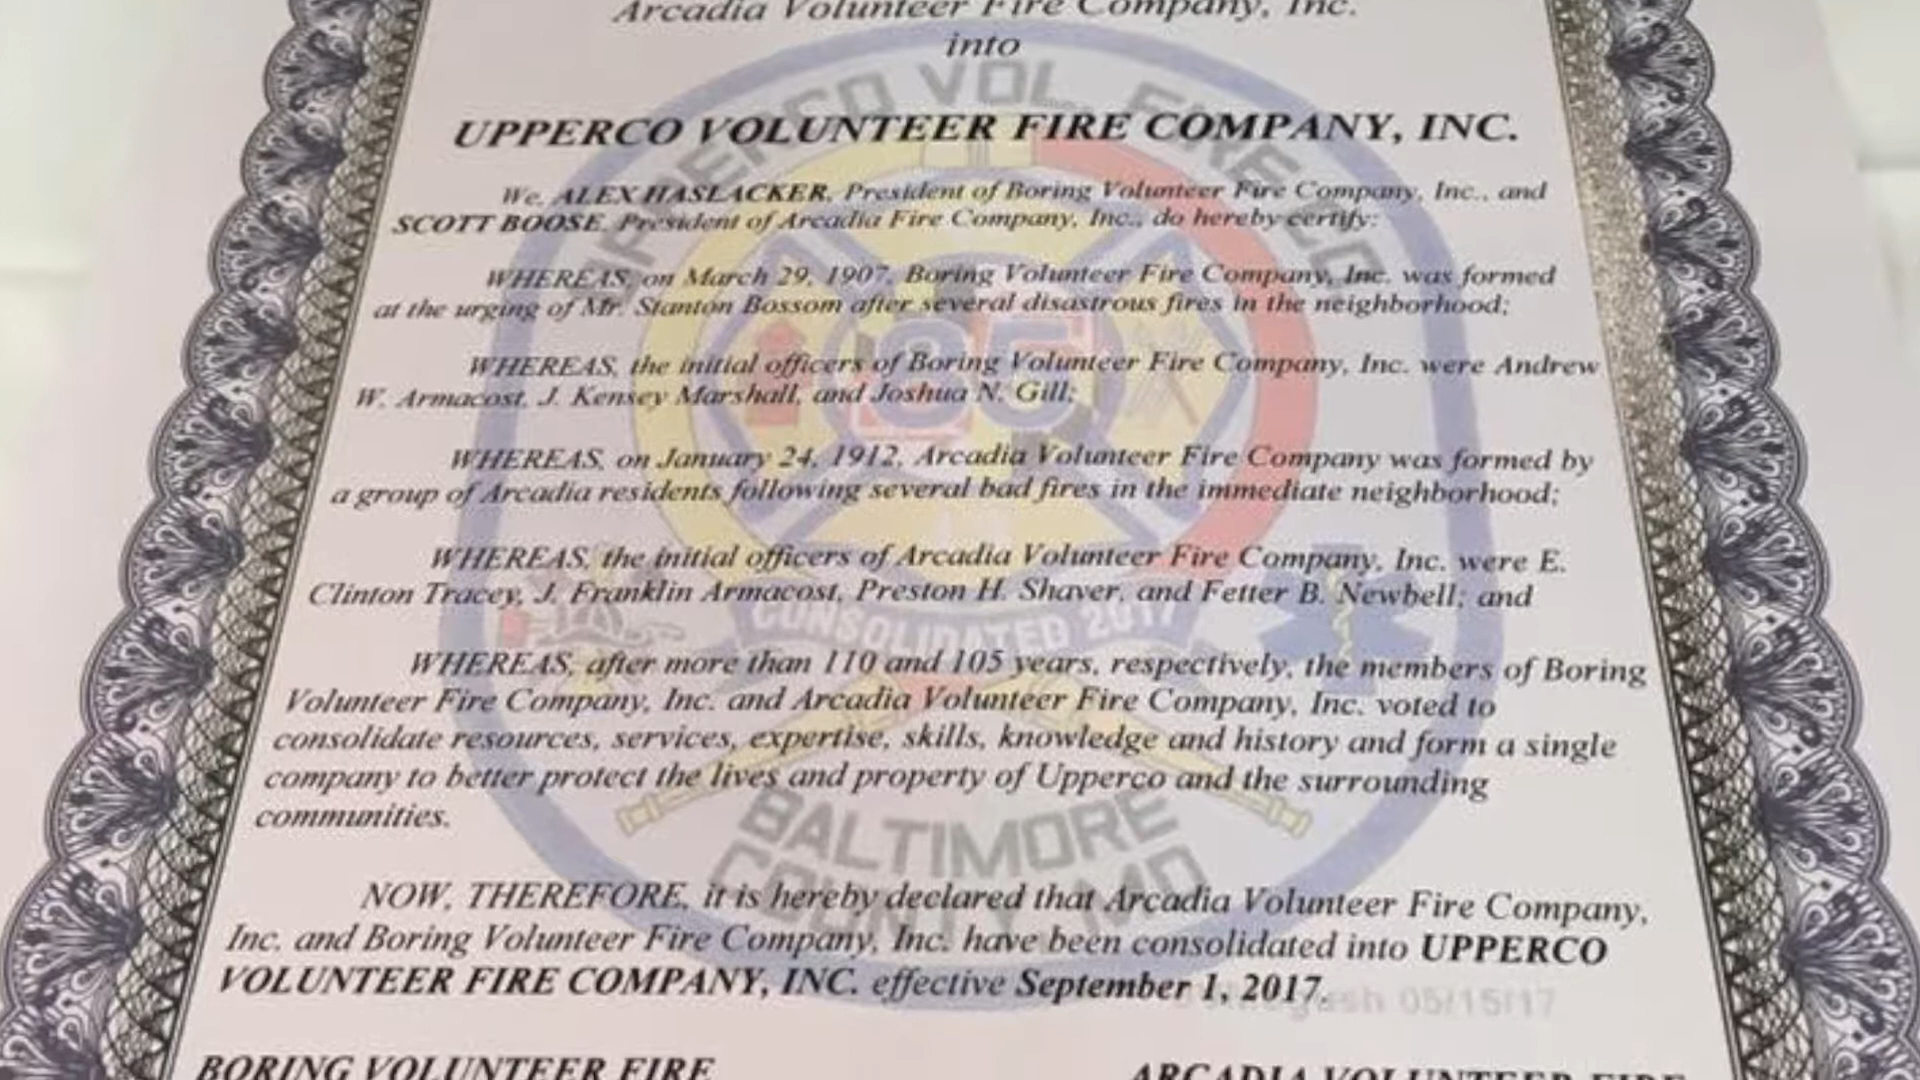 Arcadia Volunteer Fire Company, Inc.
into
UPPERCO VOLUNTEER FIRE COMPANY, INC.
We, ALEX HASLACKER, President of Boring Volunteer Fire Company, Inc., and
SCOTT BOOSE, President of Arcadia Fire Company, Inc., do hereby certify:
WHEREAS, on March 29, 1907, Boring Volunteer Fire Company, Inc. was formed
at the urging of Mr. Stanton Bossom after several disastrous fires in the neighborhood;
WHEREAS, the initial officers of Boring Volunteer Fire Company, Inc. were Andrew
W. Armacost, J. Kensey Marshall, and Joshua N. Gill;
WHEREAS, on January 24, 1912, Arcadia Volunteer Fire Company was formed by
a group of Arcadia residents following several bad fires in the immediate neighborhood;
WHEREAS, the initial officers of Arcadia Volunteer Fire Company, Inc. were E.
Clinton Tracey, J. Franklin Armacost, Preston H. Shaver, and Fetter B. Newbell; and
WHEREAS, after more than 110 and 105 years, respectively, the members of Boring
Volunteer Fire Company, Inc. and Arcadia Volunteer Fire Company, Inc. voted to
consolidate resources, services, expertise, skills, knowledge and history and form a single
company to better protect the lives and property of Upperco and the surrounding
communities.
NOW, THEREFORE, it is hereby declared that Arcadia Volunteer Fire Company,
Inc. and Boring Volunteer Fire Company, Inc. have been consolidated into UPPERCO
VOLUNTEER FIRE COMPANY, INC. effective September 1, 2017.
BORING VOLUNTEER FIRE
ARCADIA VOLUNTEER FIRE
UPPERCO VOL. FIRE CO
85
CONSOLIDATED 2017
BALTIMORE
COUNTY, MD
05/15/17